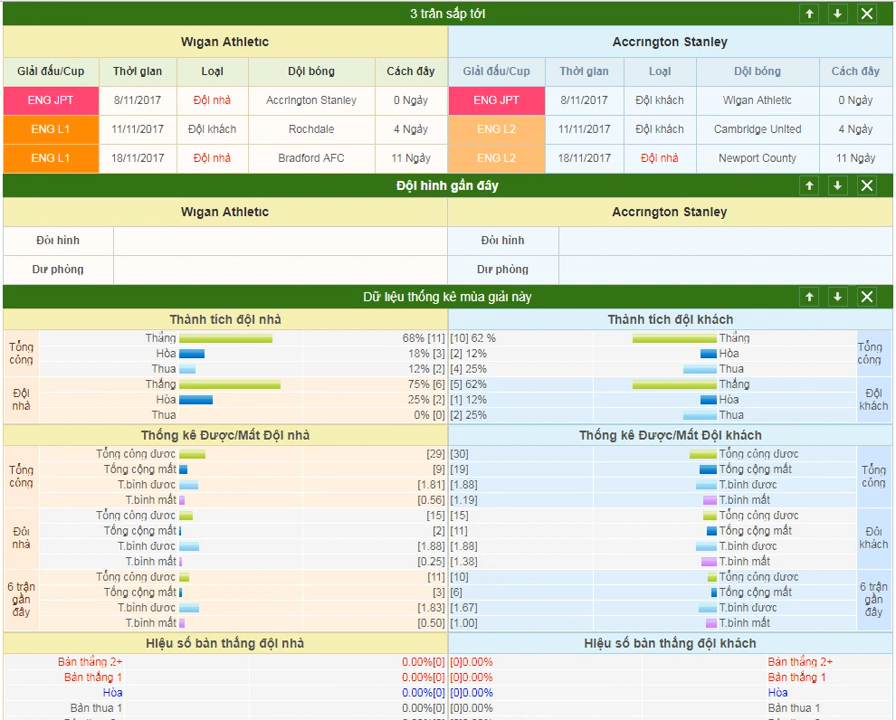 3 trận sắp tới
Wigan Athletic Accrington Stanley
Giải đấu/Cup Thời gian Loại Đội bóng Cách đây Giải đấu/Cup Thời gian Loại Đội bóng Cách đây
ENG JPT 8/11/2017 Đội nhà Accrington Stanley 0 Ngày ENG JPT 8/11/2017 Đội khách Wigan Athletic 0 Ngày
ENG L1 11/11/2017 Đội khách Rochdale 4 Ngày ENG L2 11/11/2017 Đội khách Cambridge United 4 Ngày
ENG L1 18/11/2017 Đội nhà Bradford AFC 11 Ngày ENG L2 18/11/2017 Đội nhà Newport County 11 Ngày
Đội hình gần đây
Wigan Athletic Accrington Stanley
Đội hình Đội hình
Dự phòng Dự phòng
Dữ liệu thống kê mùa giải này
Thành tích đội nhà Thành tích đội khách
Tổng cộng Thắng 68% [11] [10] 62 % Thắng Tổng cộng
Hòa 18% [3] [2] 12% Hòa
Thua 12% [2] [4] 25% Thua
Đội nhà Thắng 75% [6] [5] 62% Thắng Đội khách
Hòa 25% [2] [1] 12% Hòa
Thua 0% [0] [2] 25% Thua
Thống kê Được/Mất Đội nhà Thống kê Được/Mất Đội khách
Tổng cộng Tổng cộng được [29] [30] Tổng cộng được Tổng cộng
Tổng cộng mất [9] [19] Tổng cộng mất
T.bình được [1.81] [1.88] T.bình được
T.bình mất [0.56] [1.19] T.bình mất
Đội nhà Tổng cộng được [15] [15] Tổng cộng được Đội khách
Tổng cộng mất [2] [11] Tổng cộng mất
T.bình được [1.88] [1.88] T.bình được
T.bình mất [0.25] [1.38] T.bình mất
6 trận gần đây Tổng cộng được [11] [10] Tổng cộng được 6 trận gần đây
Tổng cộng mất [3] [6] Tổng cộng mất
T.bình được [1.83] [1.67] T.bình được
T.bình mất [0.50] [1.00] T.bình mất
Hiệu số bàn thắng đội nhà Hiệu số bàn thắng đội khách
Bàn thắng 2+ 0.00%[0] [0]0.00% Bàn thắng 2+
Bàn thắng 1 0.00%[0] [0]0.00% Bàn thắng 1
Hòa 0.00%[0] [0]0.00% Hòa
Bàn thua 1 0.00%[0] [0]0.00% Bàn thua 1